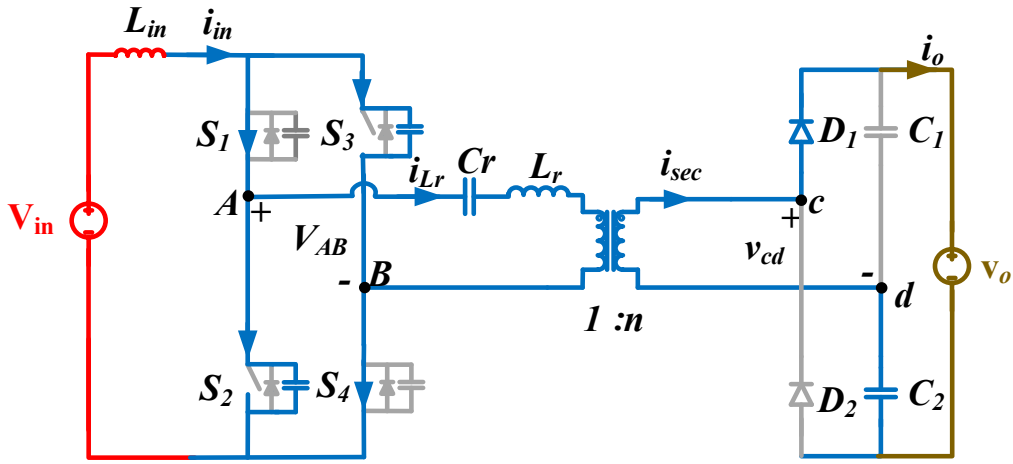 L_in
i_in
i_o
S_1
S_3
D_1
C_1
i_Lr
Cr
L_r
i_sec
V_in
A
+
V_AB
-
B
+
c
v_cd
-
d
v_o
1 :n
S_2
S_4
D_2
C_2